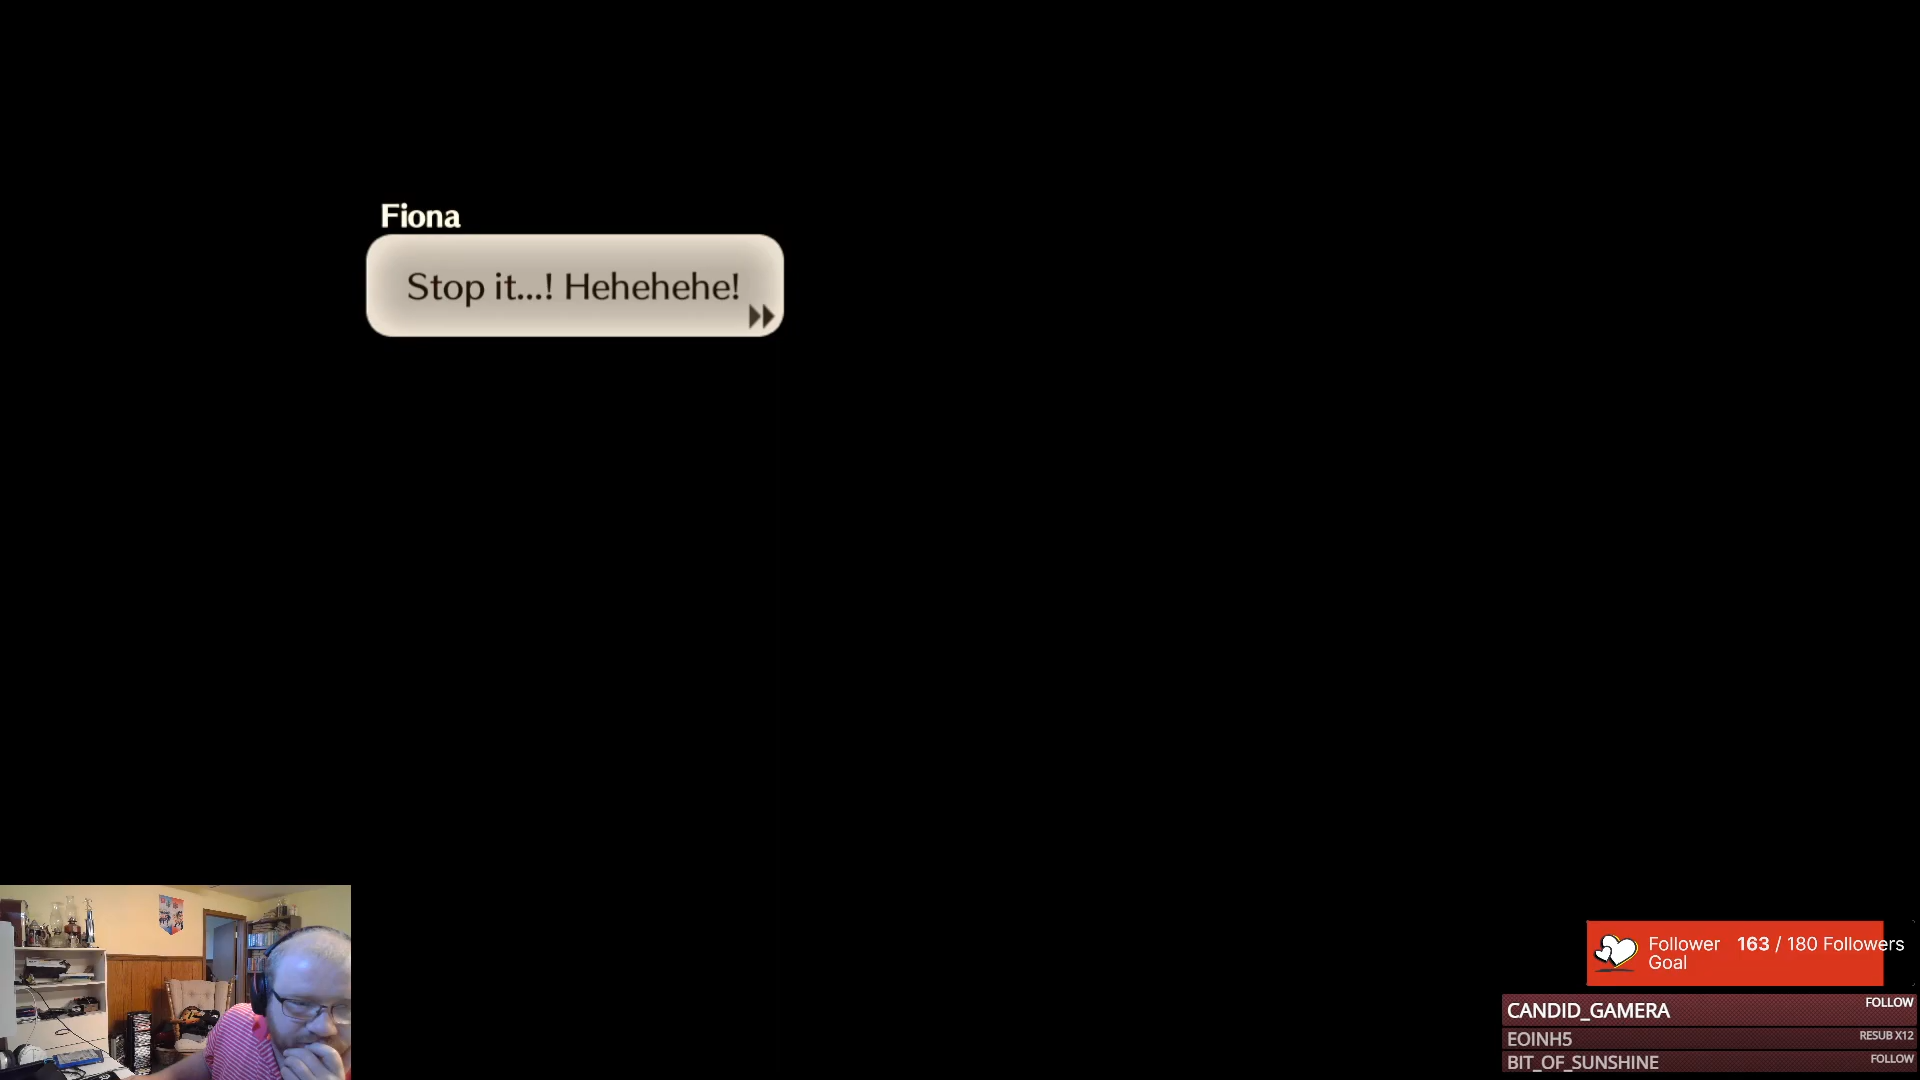 Fiona
Stop it...! Hehehehe!
Follower Goal 163 / 180 Followers
CANDID_GAMERA FOLLOW
EOINH5 RESUB X12
BIT_OF_SUNSHINE FOLLOW